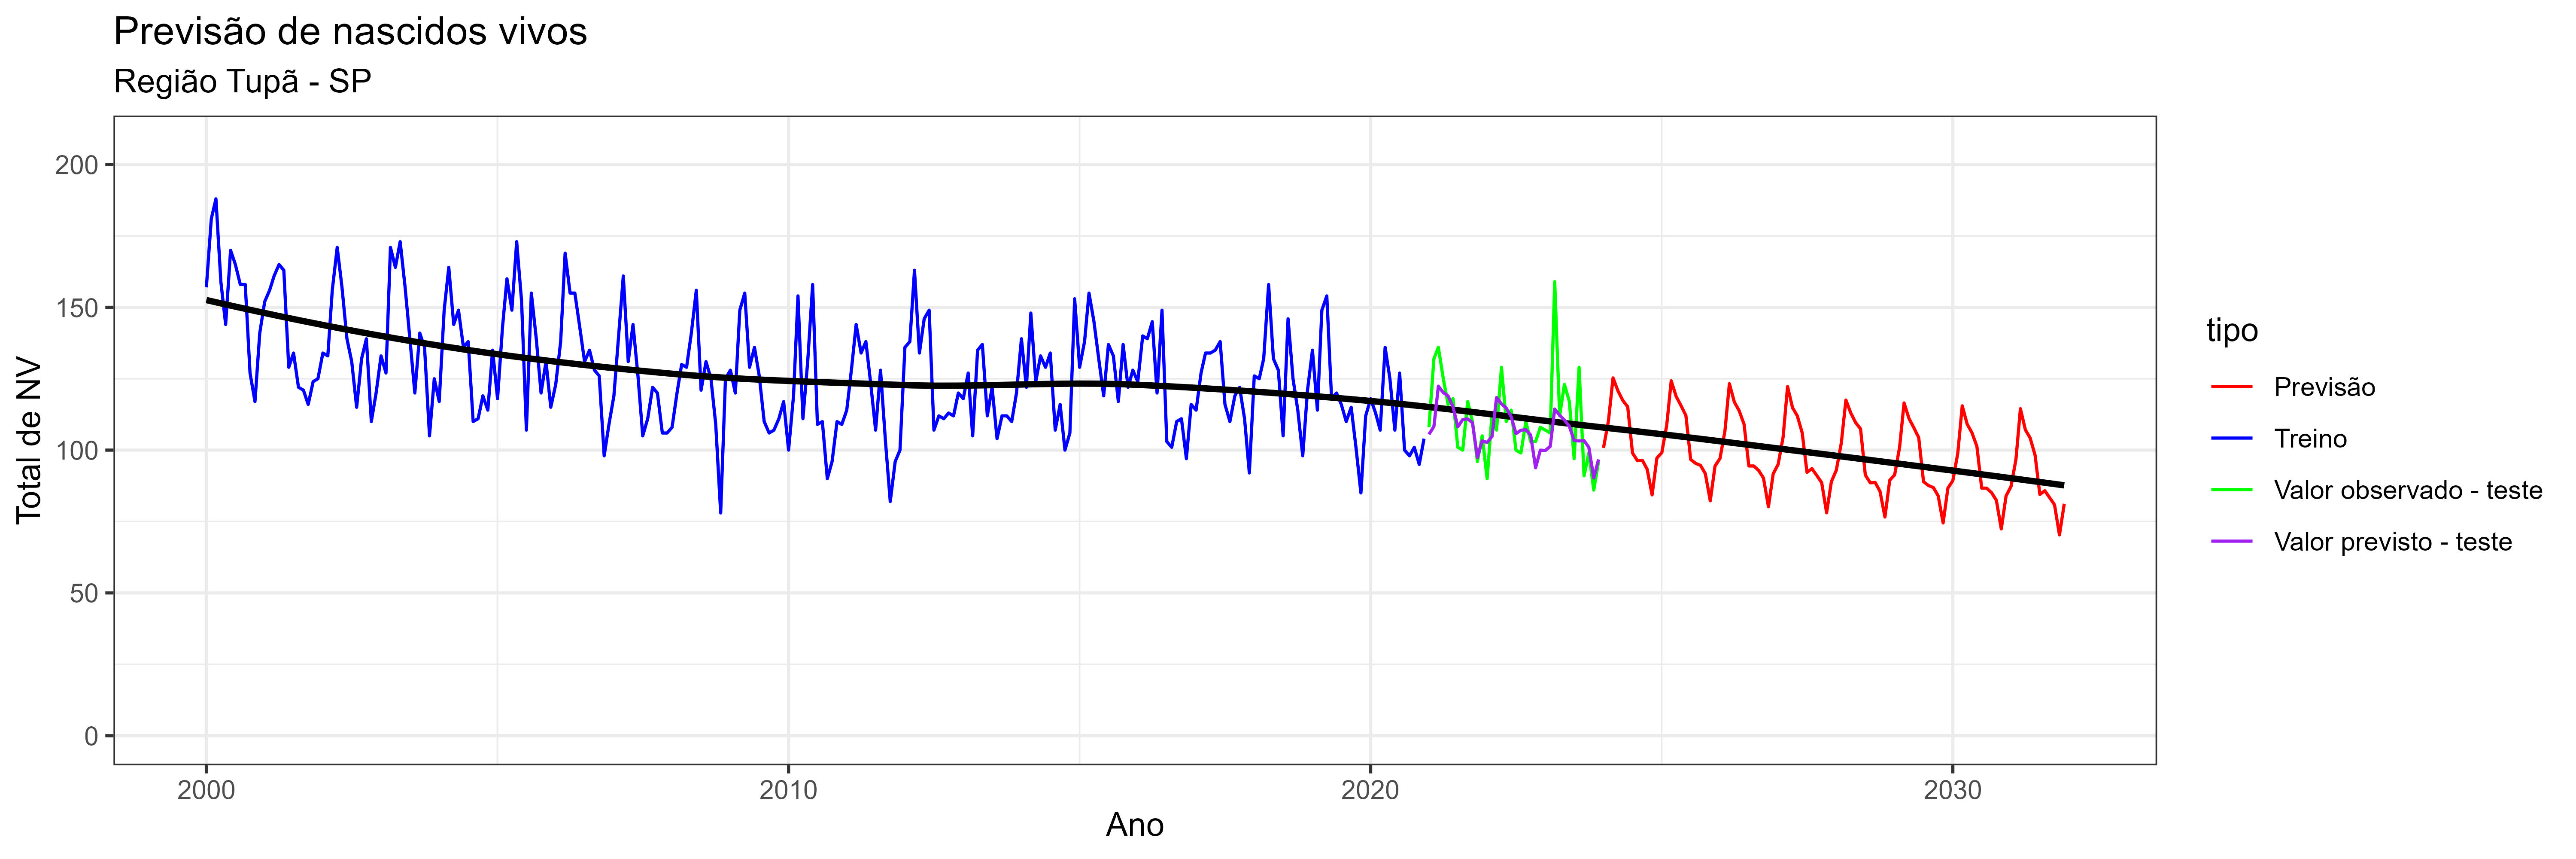 Previsão de nascidos vivos
Região Tupã - SP
Total de NV
200
150
100
50
0
2000
2010
2020
2030
Ano
tipo
Previsão
Treino
Valor observado - teste
Valor previsto - teste